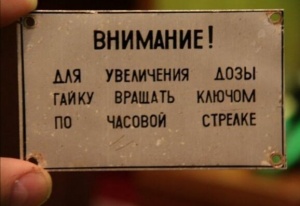 ВНИМАНИЕ!
ДЛЯ УВЕЛИЧЕНИЯ ДОЗЫ
ГАЙКУ ВРАЩАТЬ КЛЮЧОМ
ПО ЧАСОВОЙ СТРЕЛКЕ